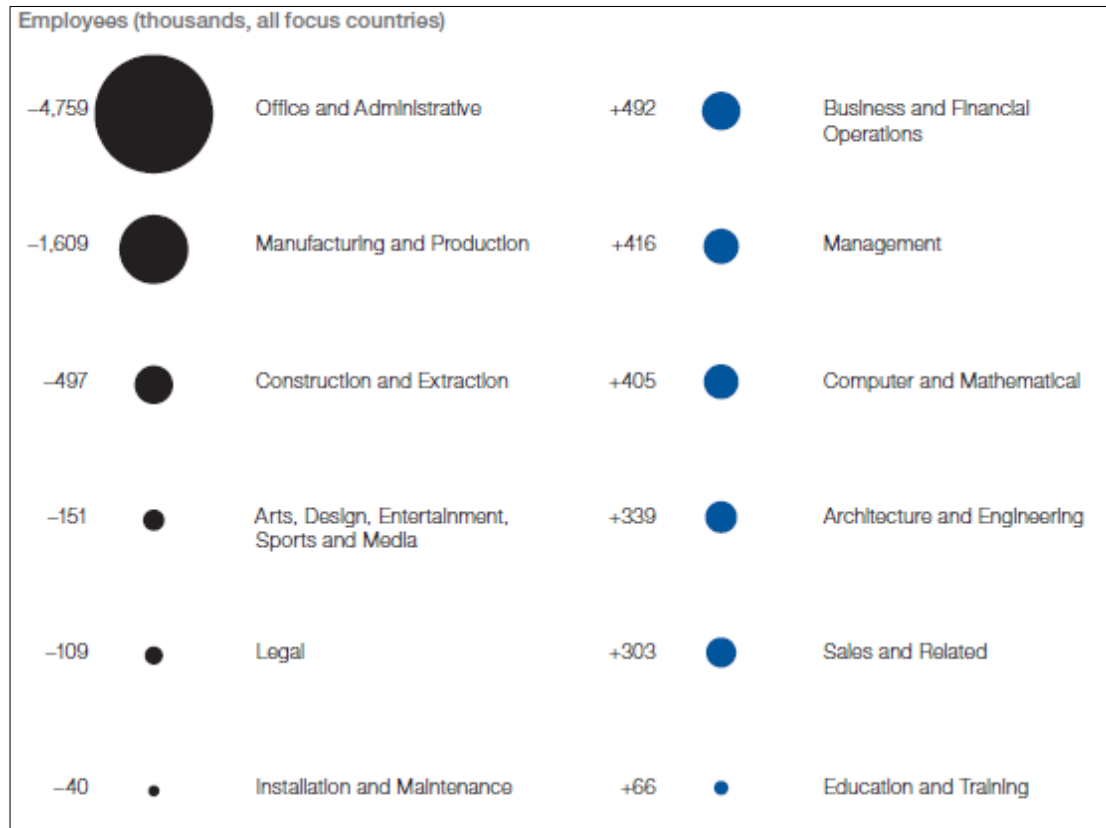 Employees (thousands, all focus countries)
–4,759 Office and Administrative +492 Business and Financial
Operations
–1,609 Manufacturing and Production +416 Management
–497 Construction and Extraction +405 Computer and Mathematical
–151 Arts, Design, Entertainment, +339 Architecture and Engineering
Sports and Media
–109 Legal +303 Sales and Related
–40 Installation and Maintenance +66 Education and Training